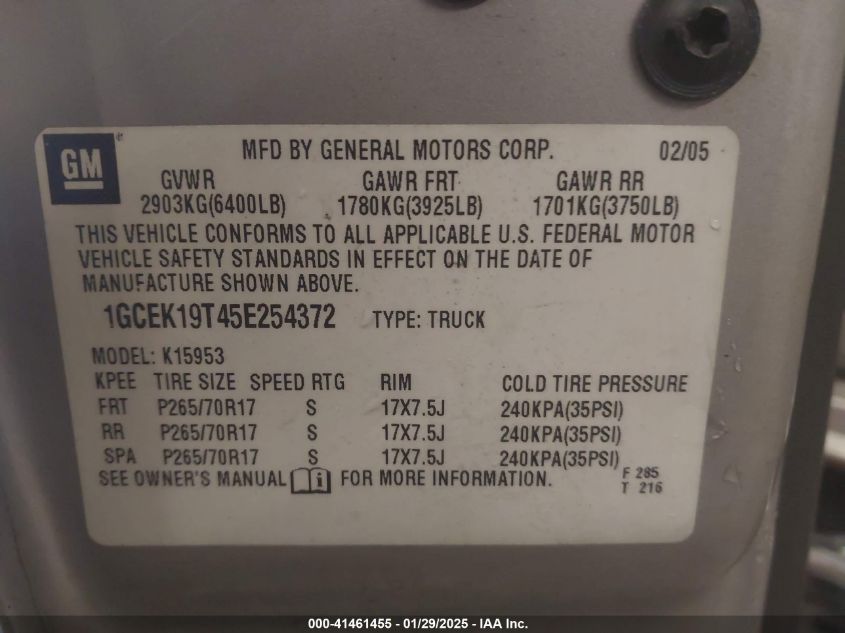 GM
MFD BY GENERAL MOTORS CORP. 02/05
GVWR GAWR FRT GAWR RR
2903KG(6400LB) 1780KG(3925LB) 1701KG(3750LB)
THIS VEHICLE CONFORMS TO ALL APPLICABLE U.S. FEDERAL MOTOR
VEHICLE SAFETY STANDARDS IN EFFECT ON THE DATE OF
MANUFACTURE SHOWN ABOVE.
1GCEK19T45E254372 TYPE: TRUCK
MODEL: K15953
KPEE TIRE SIZE SPEED RTG RIM COLD TIRE PRESSURE
FRT P265/70R17 S 17X7.5J 240KPA(35PSI)
RR P265/70R17 S 17X7.5J 240KPA(35PSI)
SPA P265/70R17 S 17X7.5J 240KPA(35PSI)
SEE OWNER'S MANUAL i FOR MORE INFORMATION. F 285
T 216
000-41461455 - 01/29/2025 - IAA Inc.